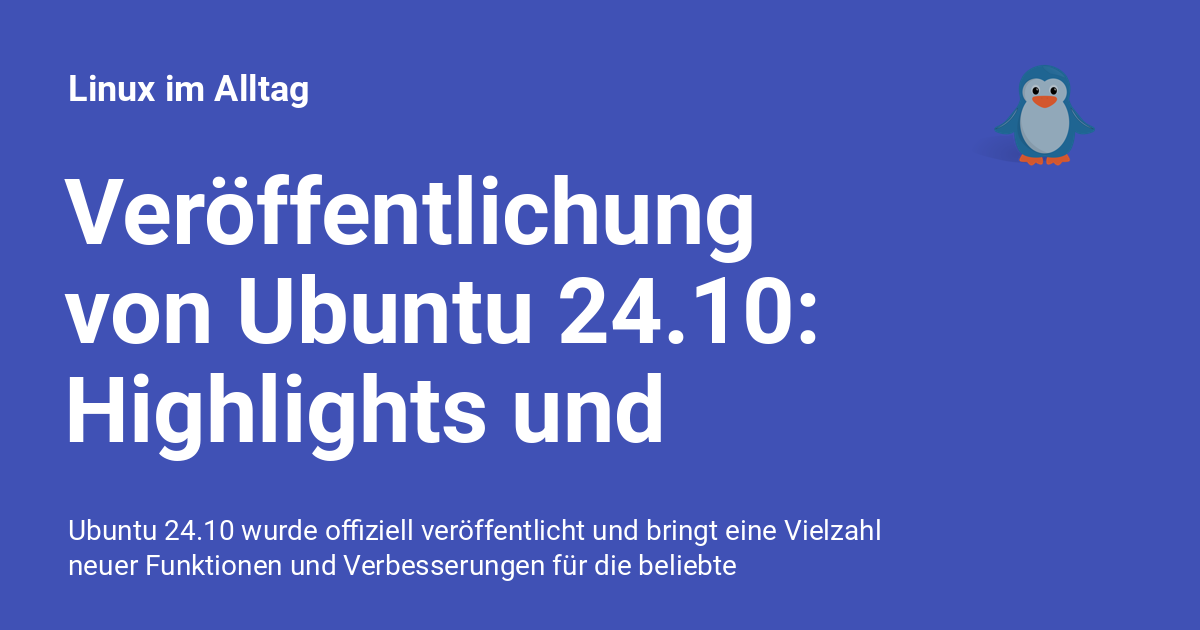 Linux im Alltag
Veröffentlichung
von Ubuntu 24.10:
Highlights und
Ubuntu 24.10 wurde offiziell veröffentlicht und bringt eine Vielzahl
neuer Funktionen und Verbesserungen für die beliebte